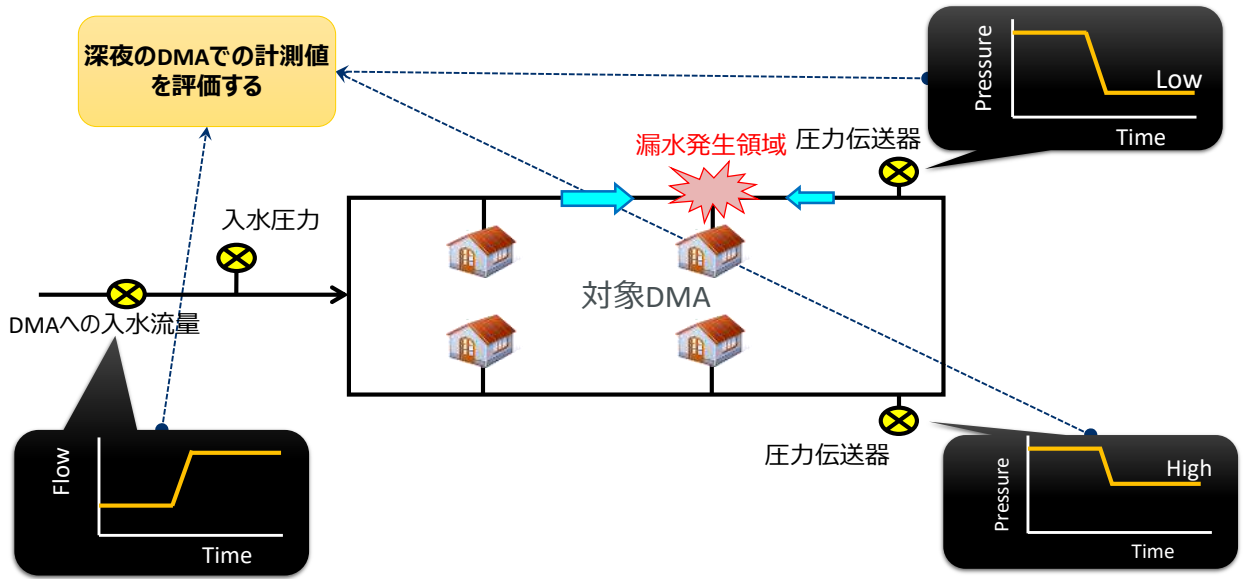 深夜のDMAでの計測値
を評価する
Pressure
Low
Time
漏水発生領域
圧力伝送器
入水圧力
対象DMA
DMAへの入水流量
圧力伝送器
Flow
Time
Pressure
High
Time